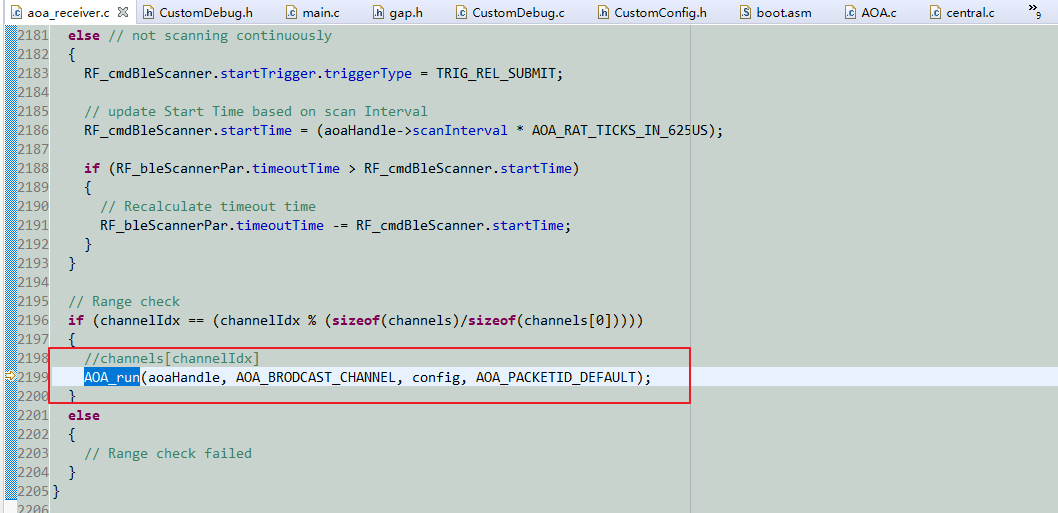 aoa_receiver.c CustomDebug.h main.c gap.h CustomDebug.c CustomConfig.h boot.asm AOA.c central.c » 9
2181 else // not scanning continuously
2182 {
2183 RF_cmdBleScanner.startTrigger.triggerType = TRIG_REL_SUBMIT;
2184
2185 // update Start Time based on scan Interval
2186 RF_cmdBleScanner.startTime = (aoaHandle->scanInterval * AOA_RAT_TICKS_IN_625US);
2187
2188 if (RF_bleScannerPar.timeoutTime > RF_cmdBleScanner.startTime)
2189 {
2190 // Recalculate timeout time
2191 RF_bleScannerPar.timeoutTime -= RF_cmdBleScanner.startTime;
2192 }
2193 }
2194
2195 // Range check
2196 if (channelIdx == (channelIdx % (sizeof(channels)/sizeof(channels[0]))))
2197 {
2198 //channels[channelIdx]
2199 AOA_run(aoaHandle, AOA_BRODCAST_CHANNEL, config, AOA_PACKETID_DEFAULT);
2200 }
2201 else
2202 {
2203 // Range check failed
2204 }
2205 }
2206